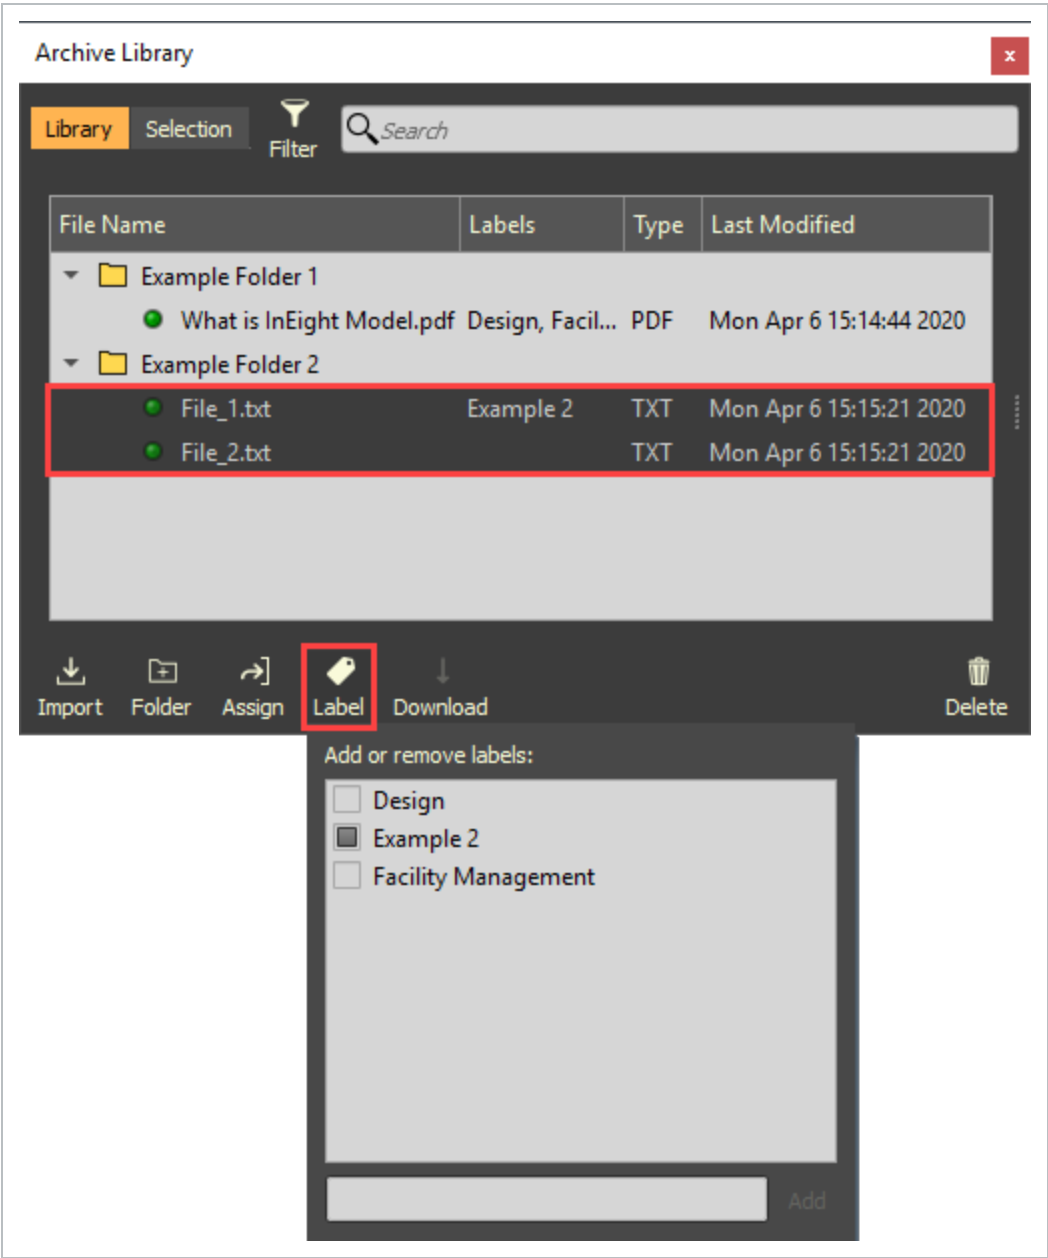 Archive Library
x
Library Selection Filter Search
File Name Labels Type Last Modified
Example Folder 1
What is InEight Model.pdf Design, Facil... PDF Mon Apr 6 15:14:44 2020
Example Folder 2
File_1.txt Example 2 TXT Mon Apr 6 15:15:21 2020
File_2.txt TXT Mon Apr 6 15:15:21 2020
Import Folder Assign Label Download Delete
Add or remove labels:
Design
Example 2
Facility Management
Add